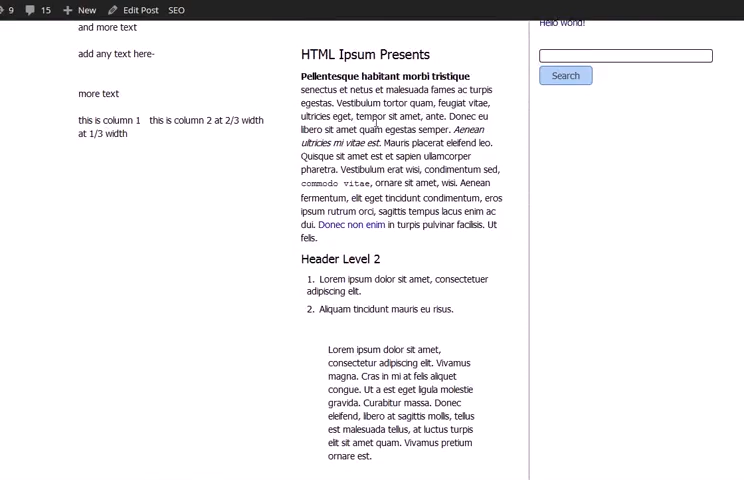 9 15 New Edit Post SEO
and more text
add any text here-
more text
this is column 1 this is column 2 at 2/3 width
at 1/3 width
HTML Ipsum Presents
Pellentesque habitant morbi tristique
senectus et netus et malesuada fames ac turpis
egestas. Vestibulum tortor quam, feugiat vitae,
ultricies eget, tempor sit amet, ante. Donec eu
libero sit amet quam egestas semper. Aenean
ultricies mi vitae est. Mauris placerat eleifend leo.
Quisque sit amet est et sapien ullamcorper
pharetra. Vestibulum erat wisi, condimentum sed,
commodo vitae, ornare sit amet, wisi. Aenean
fermentum, elit eget tincidunt condimentum, eros
ipsum rutrum orci, sagittis tempus lacus enim ac
dui. Donec non enim in turpis pulvinar facilisis. Ut
felis.
Header Level 2
1. Lorem ipsum dolor sit amet, consectetuer
adipiscing elit.
2. Aliquam tincidunt mauris eu risus.
Lorem ipsum dolor sit amet,
consectetur adipiscing elit. Vivamus
magna. Cras in mi at felis aliquet
congue. Ut a est eget ligula molestie
gravida. Curabitur massa. Donec
eleifend, libero at sagittis mollis, tellus
est malesuada tellus, at luctus turpis
elit sit amet quam. Vivamus pretium
ornare est.
Hello world!
Search